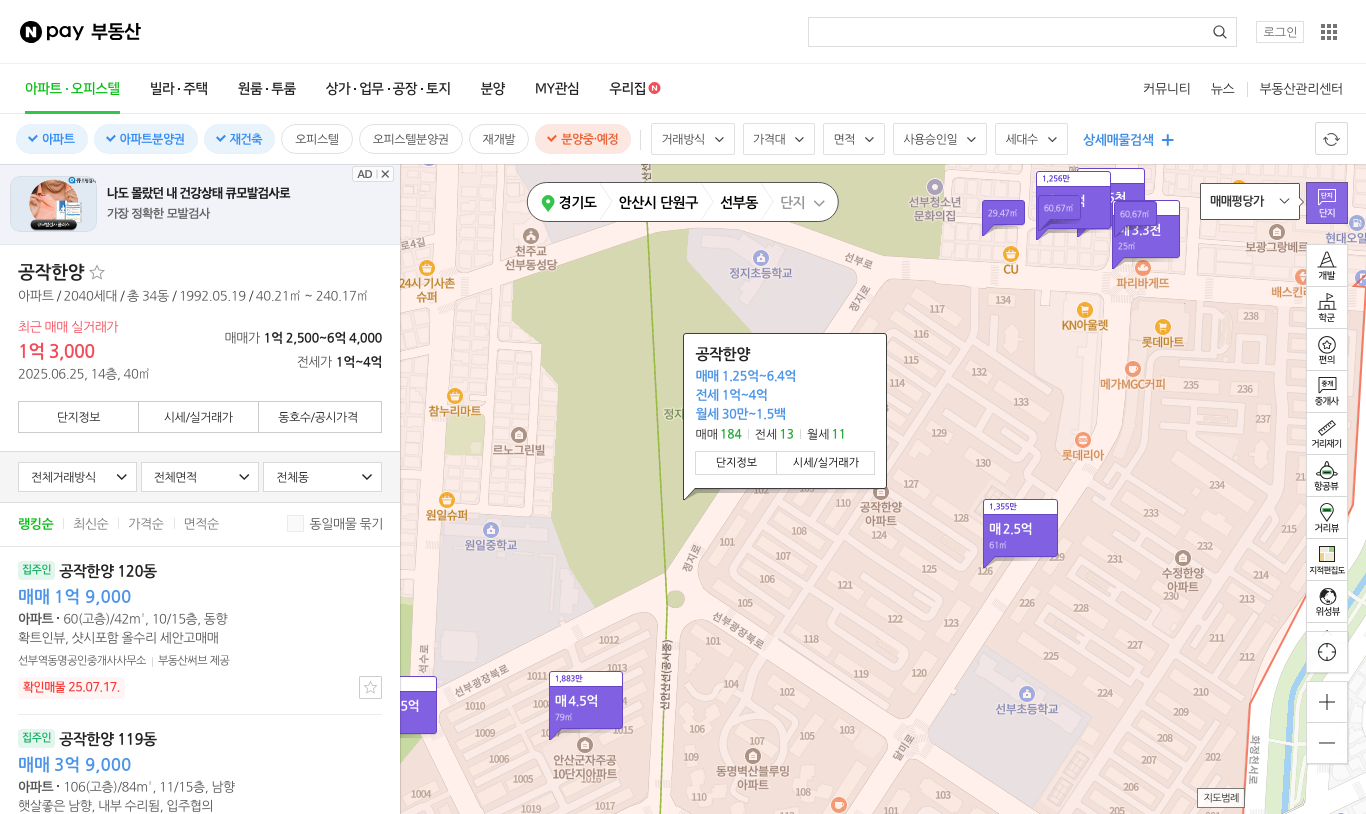 N pay 부동산
로그인
아파트 · 오피스텔
빌라 · 주택
원룸 · 투룸
상가 · 업무 · 공장 · 토지
분양
MY관심
우리집 N
커뮤니티
뉴스
부동산관리센터
아파트
아파트분양권
재건축
오피스텔
오피스텔분양권
재개발
분양중·예정
거래방식
가격대
면적
사용승인일
세대수
상세매물검색
AD
나도 몰랐던 내 건강상태 큐모발검사로
가장 정확한 모발검사
공작한양
아파트 / 2040세대 / 총 34동 / 1992.05.19 / 40.21㎡ ~ 240.17㎡
최근 매매 실거래가
1억 3,000
2025.06.25, 14층, 40㎡
매매가 1억 2,500~6억 4,000
전세가 1억~4억
단지정보
시세/실거래가
동호수/공시가격
전체거래방식
전체면적
전체동
랭킹순
최신순
가격순
면적순
동일매물 묶기
집주인 공작한양 120동
매매 1억 9,000
아파트 · 60(고층)/42m², 10/15층, 동향
확트인뷰, 샷시포함 올수리 세안고매매
선부역동명공인중개사사무소
부동산써브 제공
확인매물 25.07.17.
집주인 공작한양 119동
매매 3억 9,000
아파트 · 106(고층)/84m², 11/15층, 남향
햇살좋은 남향, 내부 수리됨, 입주협의
경기도
안산시 단원구
선부동
단지
매매평당가
단지
단지
개발
학군
편의
중개
중개사
거리재기
항공뷰
거리뷰
지적편집도
위성뷰
지도범례
공작한양
매매 1.25억~6.4억
전세 1억~4억
월세 30만~1.5백
매매 184
전세 13
월세 11
단지정보
시세/실거래가
1,256만
60.67㎡
60.67㎡
29.47㎡
매3.3천
25㎡
1,355만
매2.5억
61㎡
1,883만
매4.5억
79㎡
5억
선부청소년
문화의집
천주교
선부동성당
정지초등학교
선부로
정지로
24시 기사촌
슈퍼
CU
파리바게뜨
보광그랑베르
현대오일
배스킨라
KN아울렛
롯데마트
메가MGC커피
롯데리아
참누리마트
르노그린빌
원일슈퍼
원일중학교
공작한양
아파트
수정한양
아파트
정지로
선부광장북로
선부광장북로
석수로
신안산선(공사중)
안산군자주공
10단지아파트
동명벽산블루밍
아파트
달미로
선부초등학교
화정천서로
134
117
116
133
115
114
132
235
236
237
129
130
128
124
234
229
126
125
232
226
228
225
224
212
211
210
209
208
207
215
101
107
106
105
121
122
101
102
104
102
106
107
105
103
108
109
110
1012
1011
1010
1009
1007
1006
1005
1004
1003
1015
1019